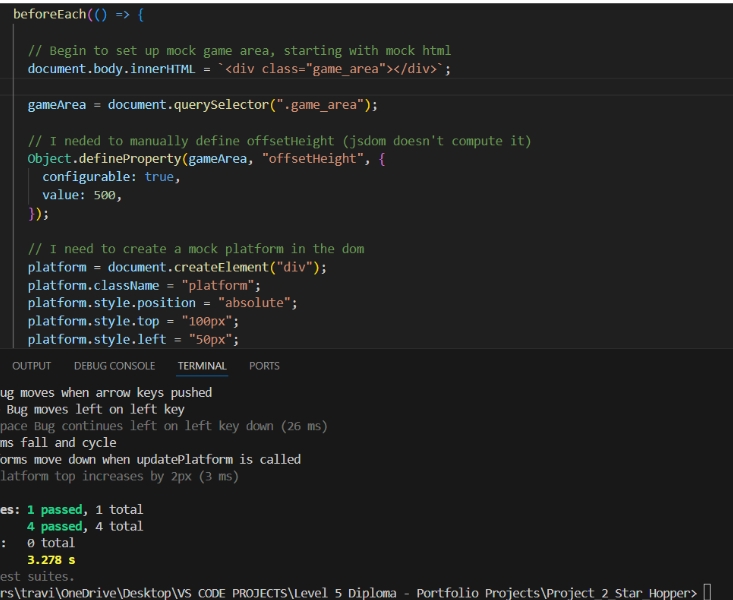 beforeEach(() => {
// Begin to set up mock game area, starting with mock html
document.body.innerHTML = `<div class="game_area"></div>`;
gameArea = document.querySelector(".game_area");
// I neded to manually define offsetHeight (jsdom doesn't compute it)
Object.defineProperty(gameArea, "offsetHeight", {
configurable: true,
value: 500,
});
// I need to create a mock platform in the dom
platform = document.createElement("div");
platform.className = "platform";
platform.style.position = "absolute";
platform.style.top = "100px";
platform.style.left = "50px";
OUTPUT DEBUG CONSOLE TERMINAL PORTS
ug moves when arrow keys pushed
Bug moves left on left key
pace Bug continues left on left key down (26 ms)
ms fall and cycle
orms move down when updatePlatform is called
latform top increases by 2px (3 ms)
es: 1 passed, 1 total
4 passed, 4 total
: 0 total
3.278 s
est suites.
rs\travi\OneDrive\Desktop\VS CODE PROJECTS\Level 5 Diploma - Portfolio Projects\Project 2 Star Hopper>